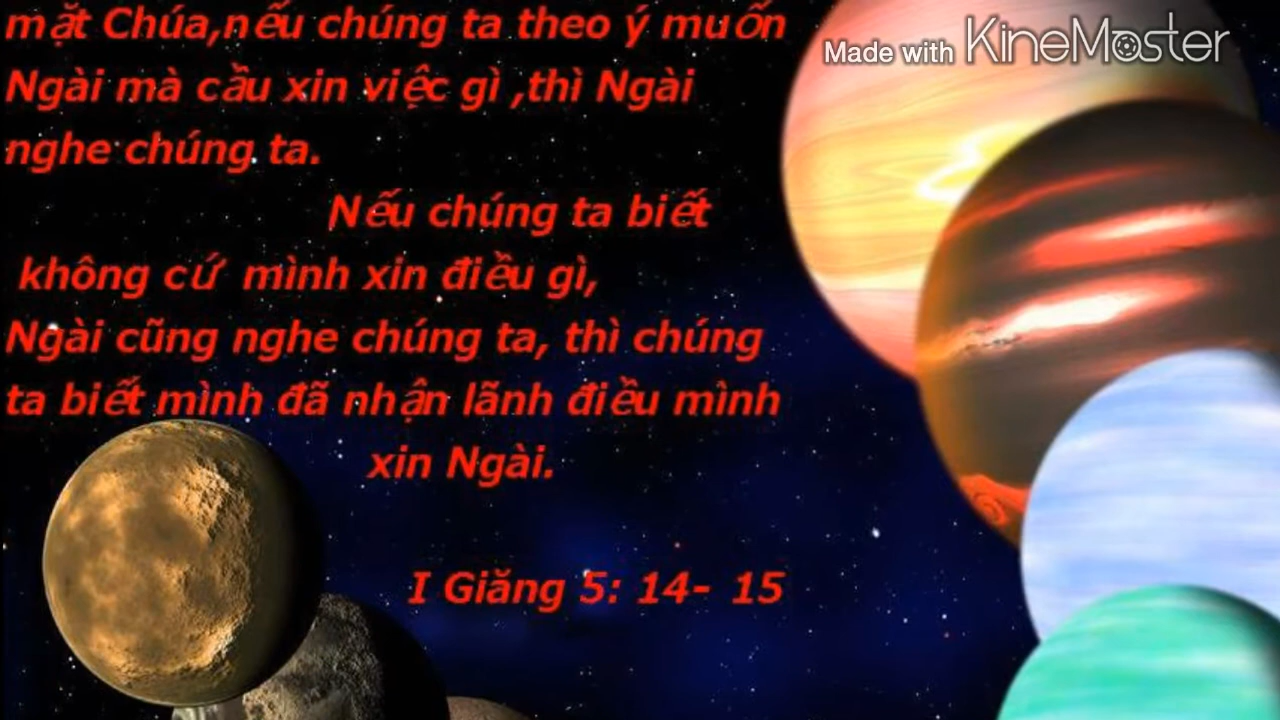 mặt Chúa,nếu chúng ta theo ý muốn
Ngài mà cầu xin việc gì ,thì Ngài
nghe chúng ta.
Nếu chúng ta biết
không cứ mình xin điều gì,
Ngài cũng nghe chúng ta, thì chúng
ta biết mình đã nhận lãnh điều mình
xin Ngài.
I Giăng 5: 14- 15
Made with KineMaster